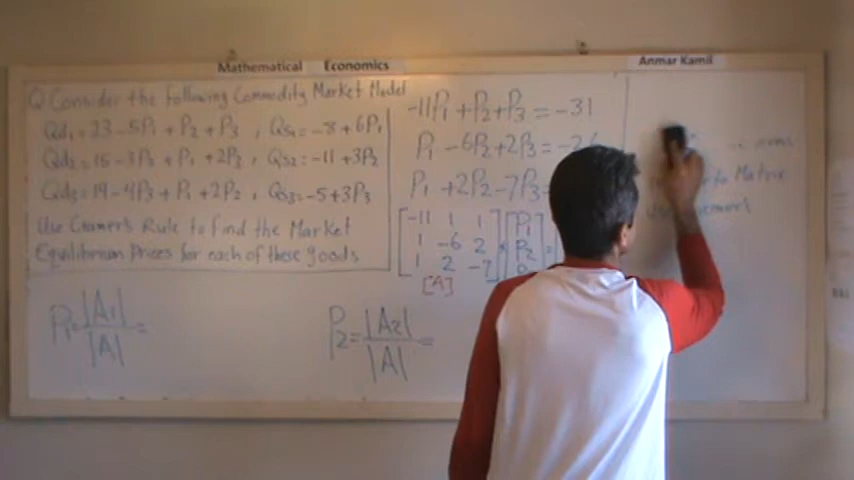 Mathematical Economics
Anmar Kamil
Q Consider the following Commodity Market Model
Qd1 = 23 - 5P1 + P2 + P3 , QS1 = -8 + 6P1
Qd2 = 15 - 3P2 + P1 + 2P3 , QS2 = -11 + 3P2
Qd3 = 19 - 4P3 + P1 + 2P2 , QS3 = -5 + 3P3
Use Cramer's Rule to Find the Market
Equilibrium Prices for each of these goods
-11P1 + P2 + P3 = -31
P1 - 6P2 + 2P3 = -26
P1 + 2P2 - 7P3 =
-11 1 1 P1
1 -6 2 P2 =
1 2 -7
[A]
P1 = |A1| / |A| =
P2 = |A2| / |A| =
to Matrix